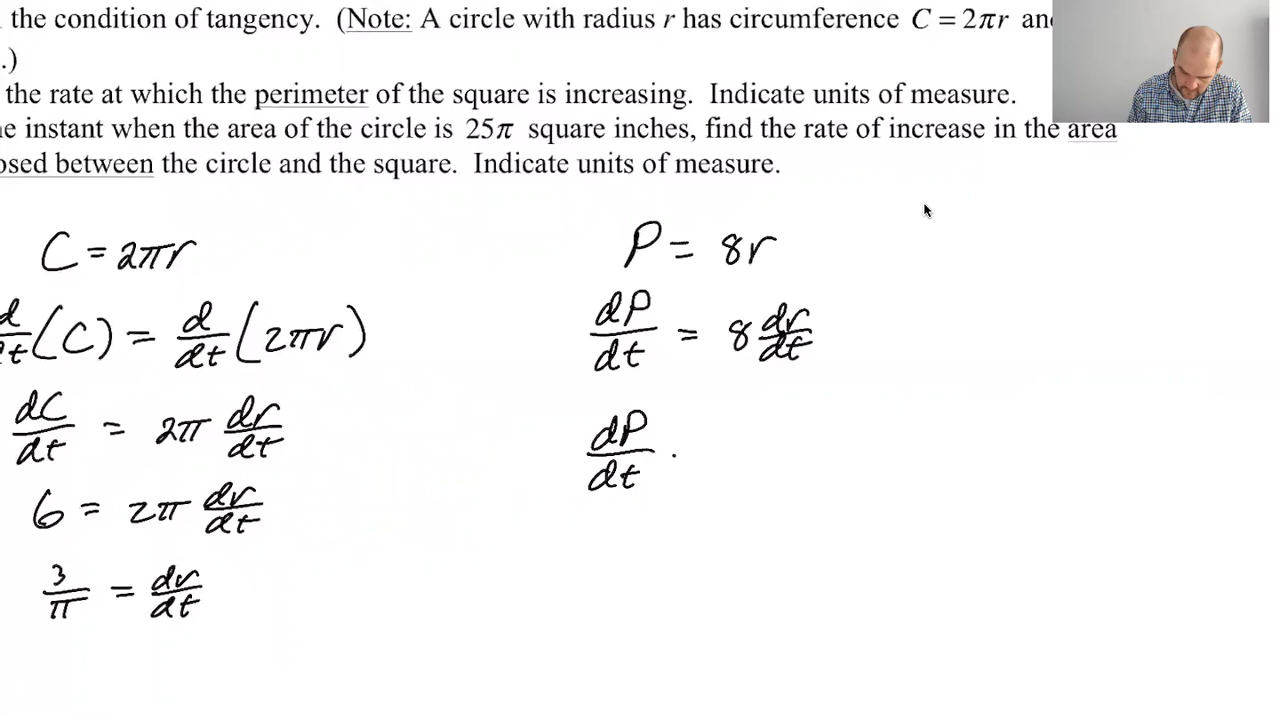 the condition of tangency. (Note: A circle with radius r has circumference C = 2πr and
.)
the rate at which the perimeter of the square is increasing. Indicate units of measure.
instant when the area of the circle is 25π square inches, find the rate of increase in the area
between the circle and the square. Indicate units of measure.
C = 2πr
d/dt (C) = d/dt (2πr)
dC/dt = 2π dr/dt
6 = 2π dr/dt
3/π = dr/dt
P = 8r
dP/dt = 8 dr/dt
dP/dt